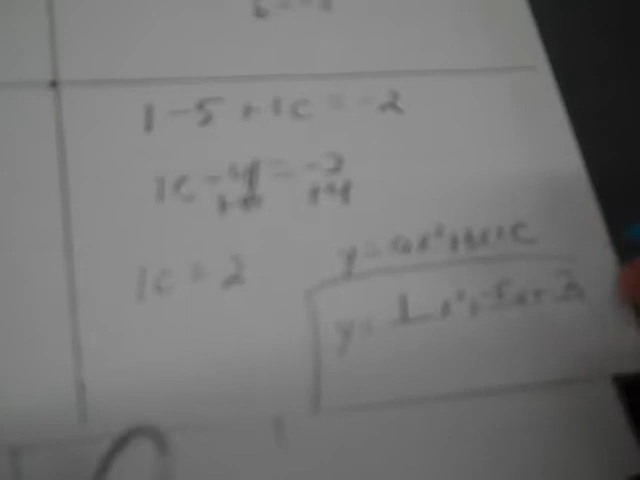 1 - 5 + 1c = -2
1c - 4 = -2
+4 +4
1c = 2
y = ax² + bx + c
y = 1x² + -5x + 2